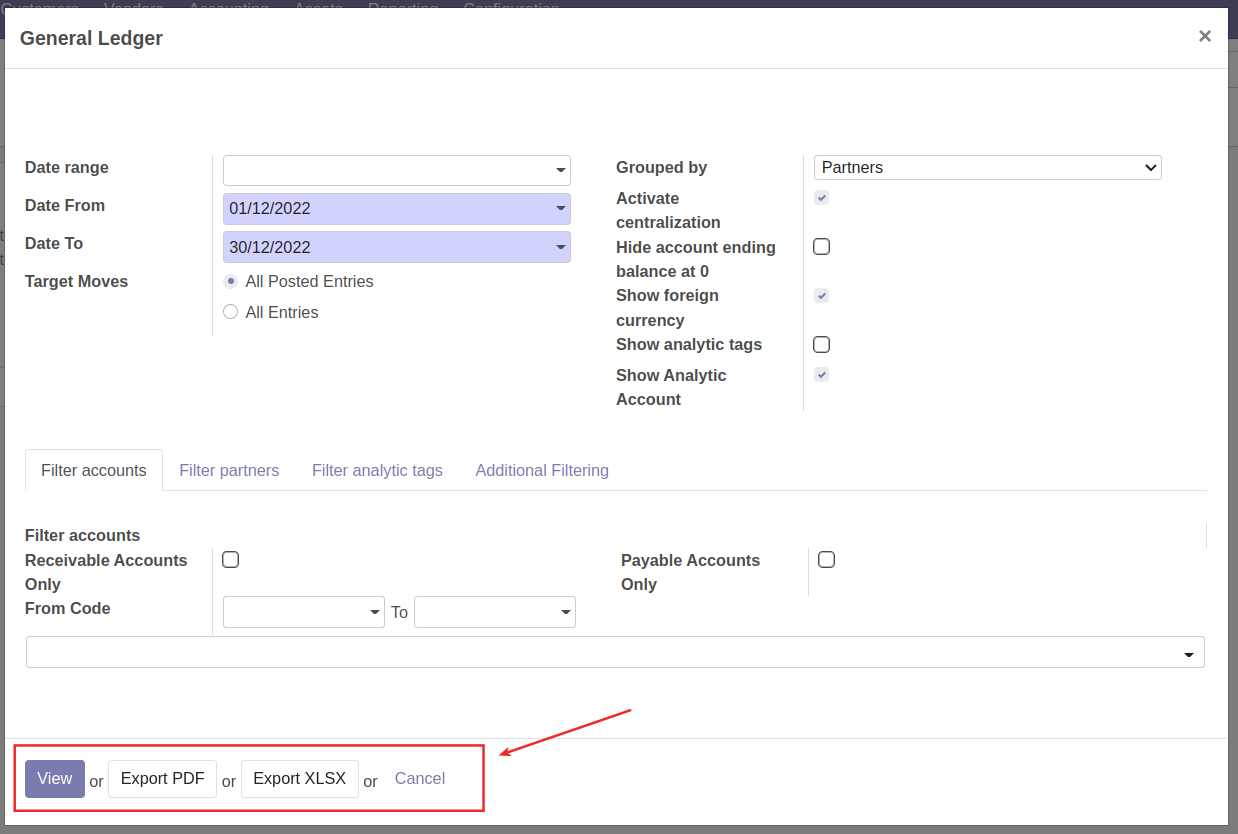 Customers Vendors Accounting Assets Reporting Configuration
General Ledger ×
Date range
Date From 01/12/2022
Date To 30/12/2022
Target Moves All Posted Entries
All Entries
Grouped by Partners
Activate
centralization
Hide account ending
balance at 0
Show foreign
currency
Show analytic tags
Show Analytic
Account
Filter accounts Filter partners Filter analytic tags Additional Filtering
Filter accounts
Receivable Accounts
Only
Payable Accounts
Only
From Code To
View or Export PDF or Export XLSX or Cancel